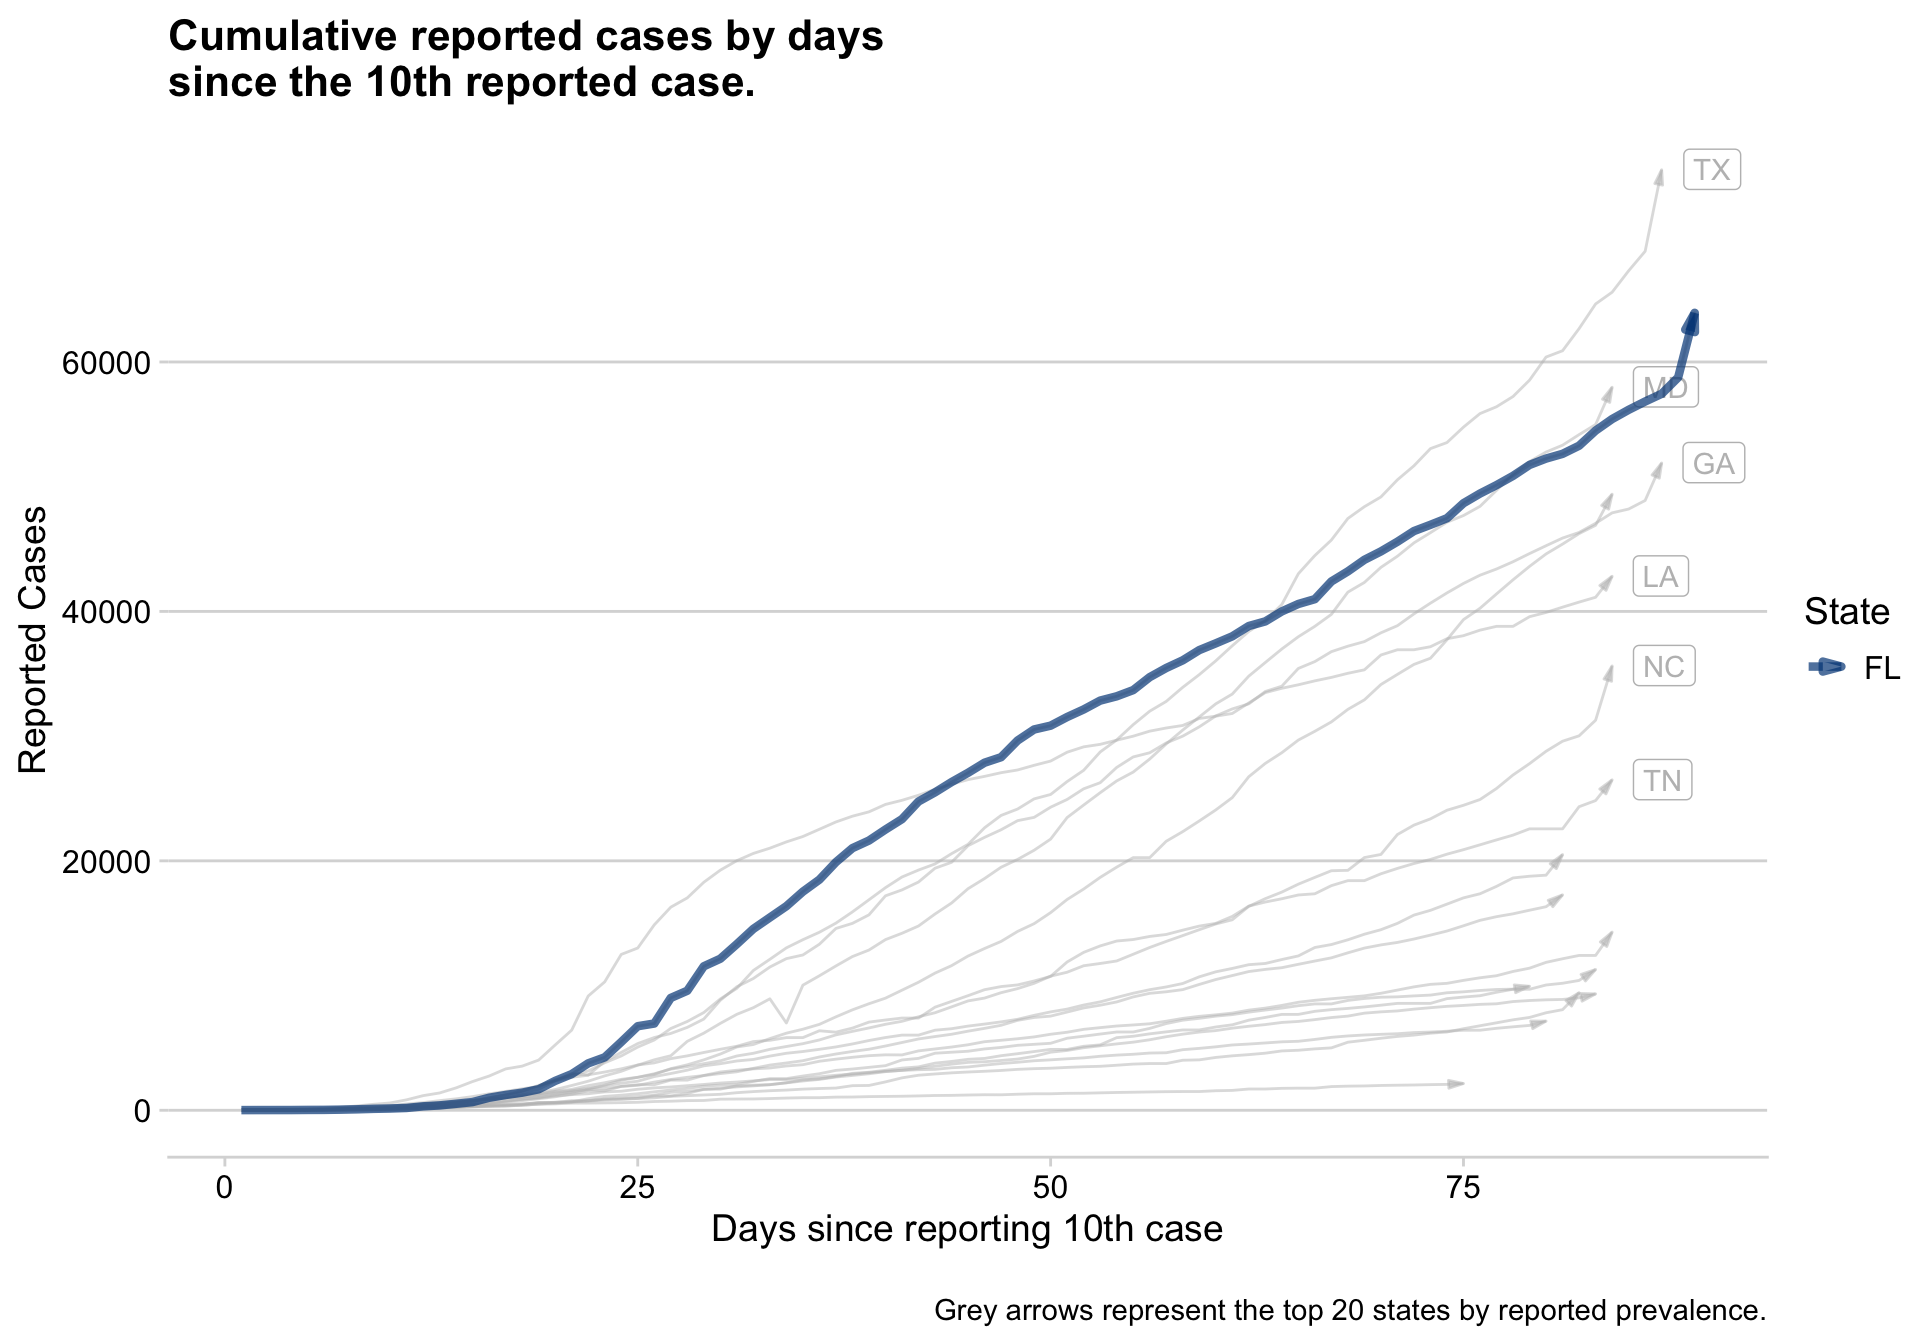 Cumulative reported cases by days
since the 10th reported case.
TX
60000
MD
GA
LA
40000
State
NC
FL
TN
20000
0
Reported Cases
0 25 50 75
Days since reporting 10th case
Grey arrows represent the top 20 states by reported prevalence.